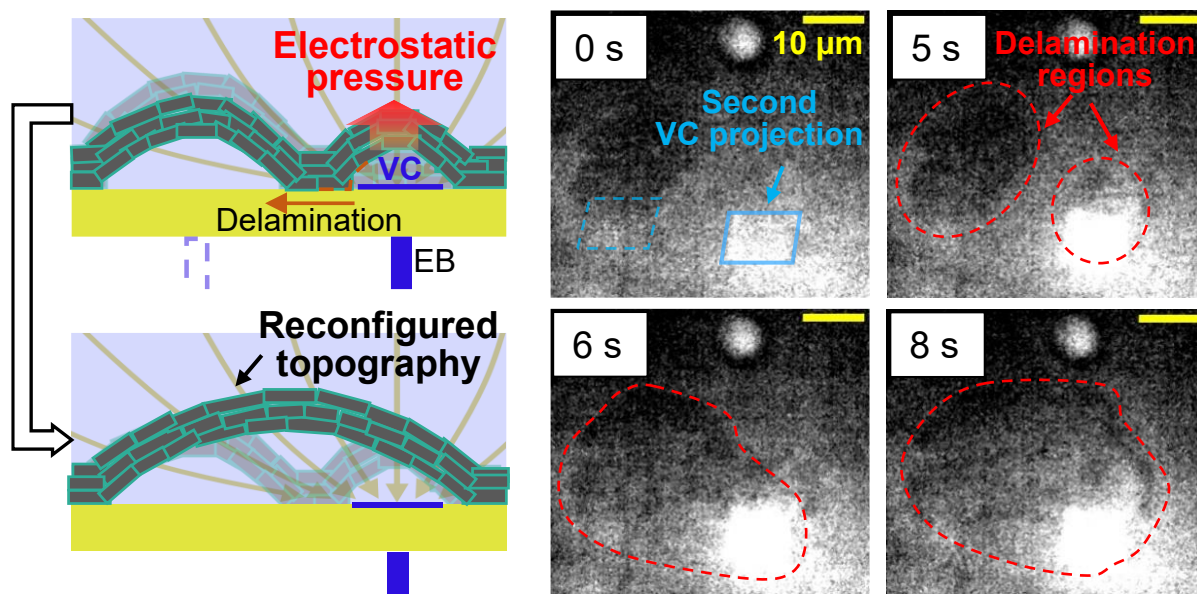 Electrostatic
pressure
VC
Delamination
EB
Reconfigured
topography
0 s
10 µm
Second
VC projection
5 s
Delamination
regions
6 s
8 s